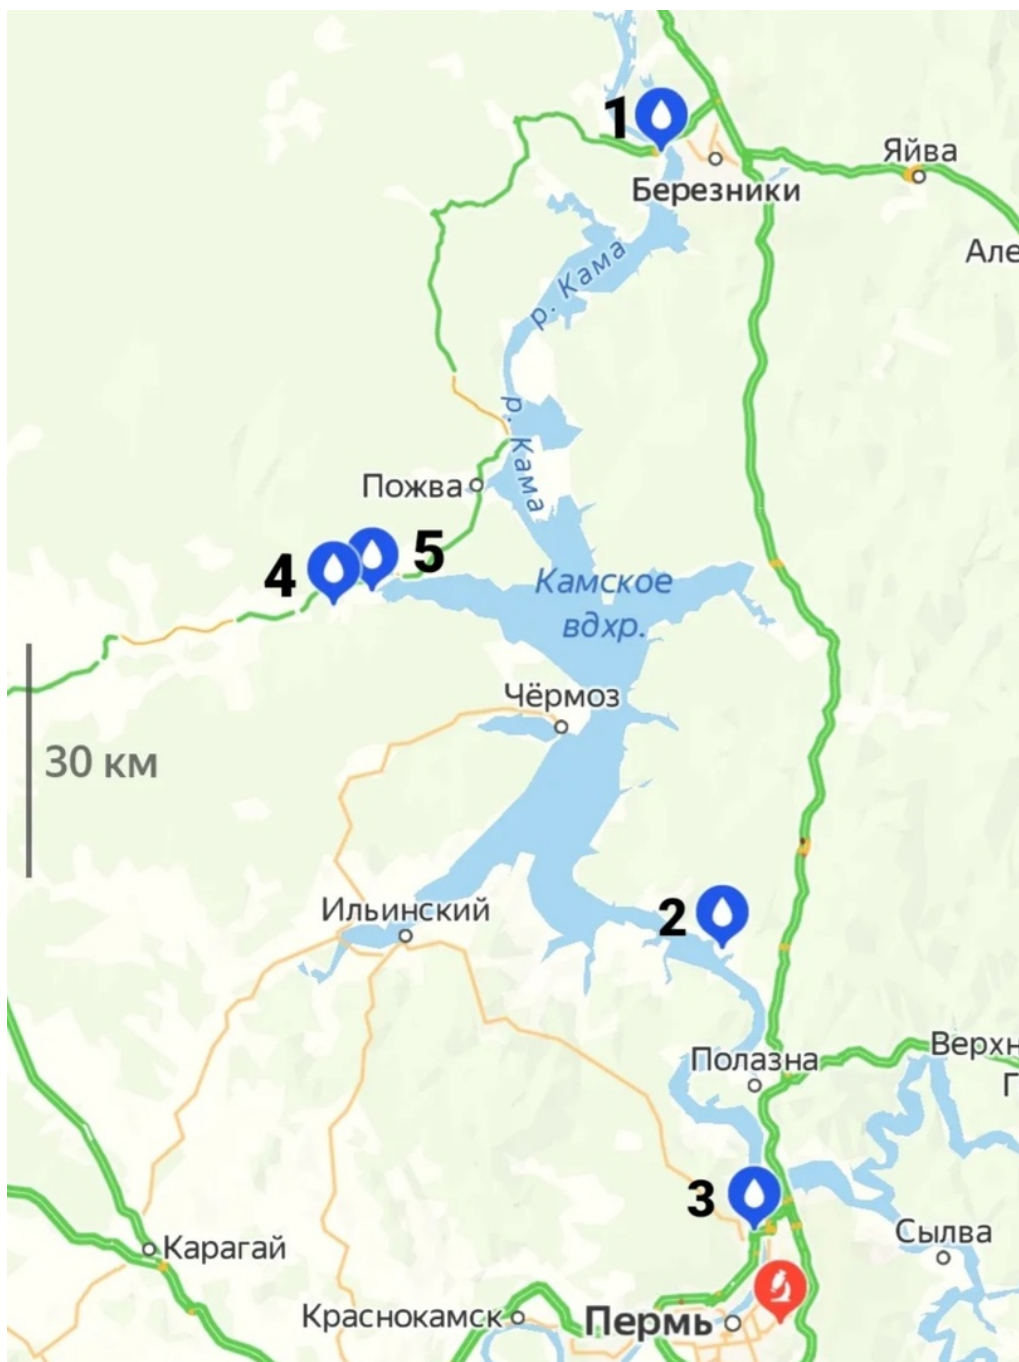 1
Яйва
Березники
Але
р. Кама
р. Кама
Пожва
4
5
Камское
вдхр.
Чёрмоз
30 км
Ильинский
2
Верхн
Полазна
Г
3
Сылва
Карагай
Краснокамск
Пермь